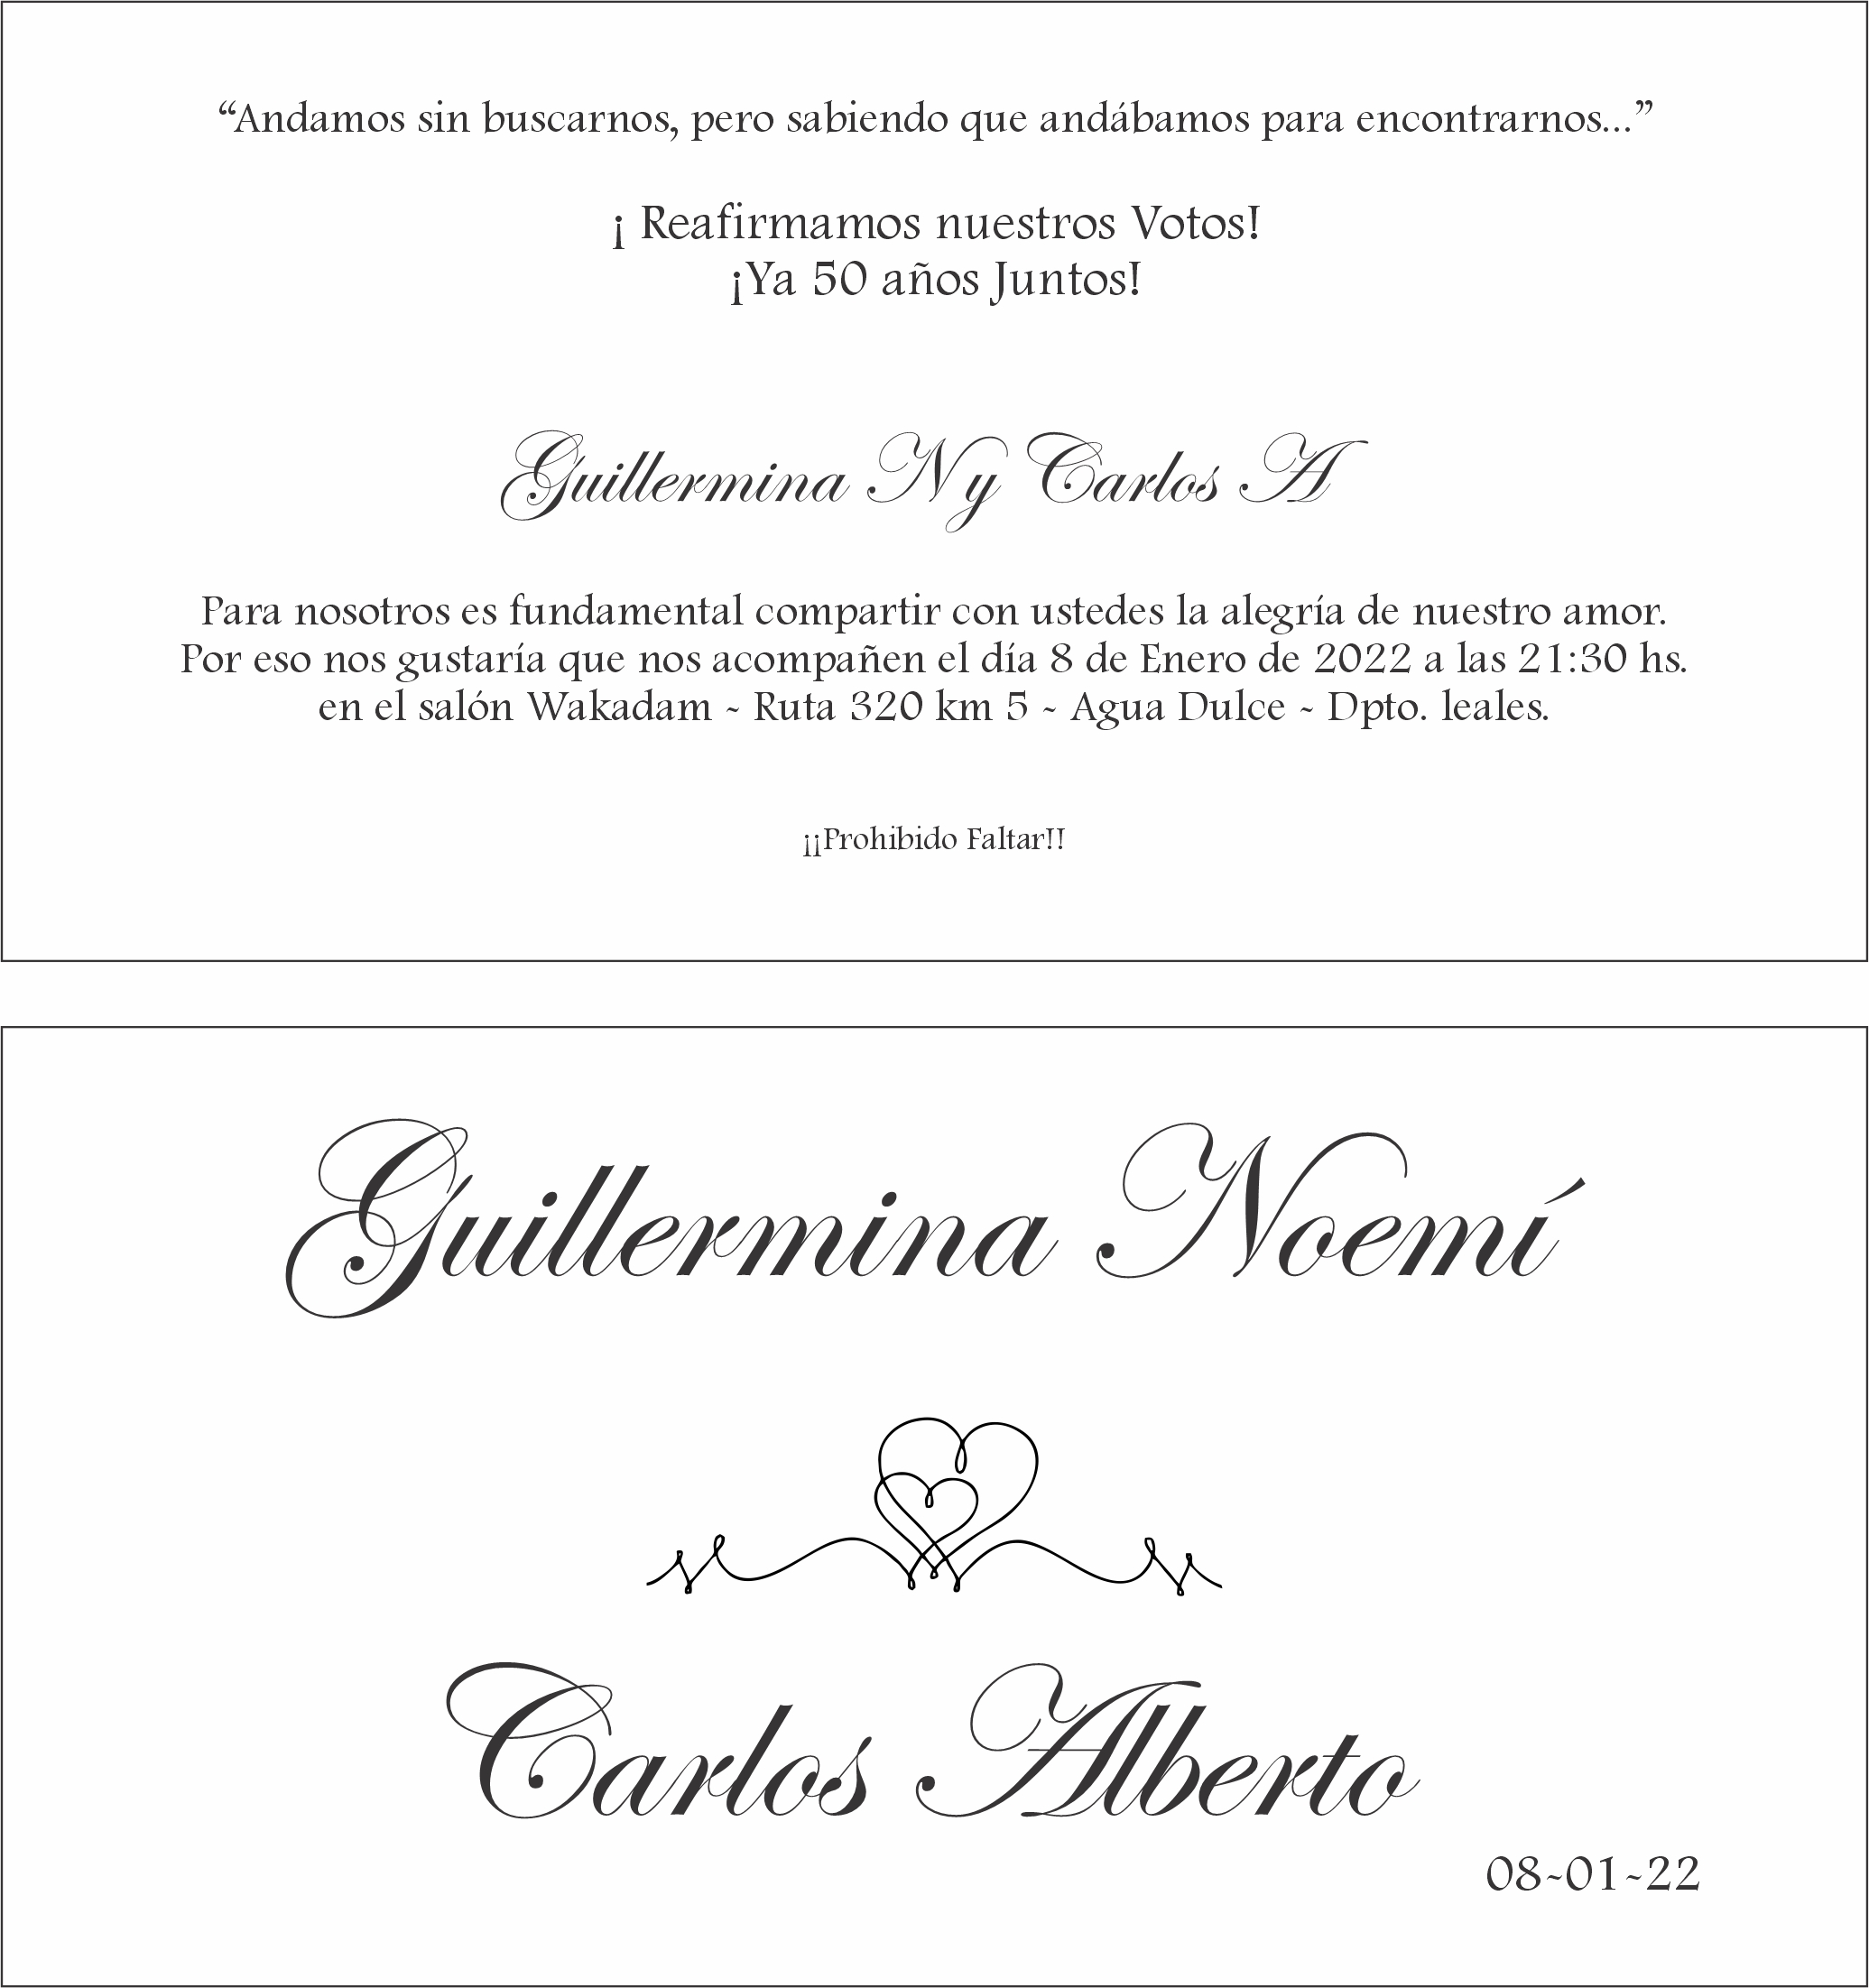 “Andamos sin buscarnos, pero sabiendo que andábamos para encontrarnos...”
¡ Reafirmamos nuestros Votos!
¡Ya 50 años Juntos!
Guillermina N y Carlos A
Para nosotros es fundamental compartir con ustedes la alegría de nuestro amor.
Por eso nos gustaría que nos acompañen el día 8 de Enero de 2022 a las 21:30 hs.
en el salón Wakadam - Ruta 320 km 5 - Agua Dulce - Dpto. leales.
¡¡Prohibido Faltar!!
Guillermina Noemí
Carlos Alberto
08-01-22